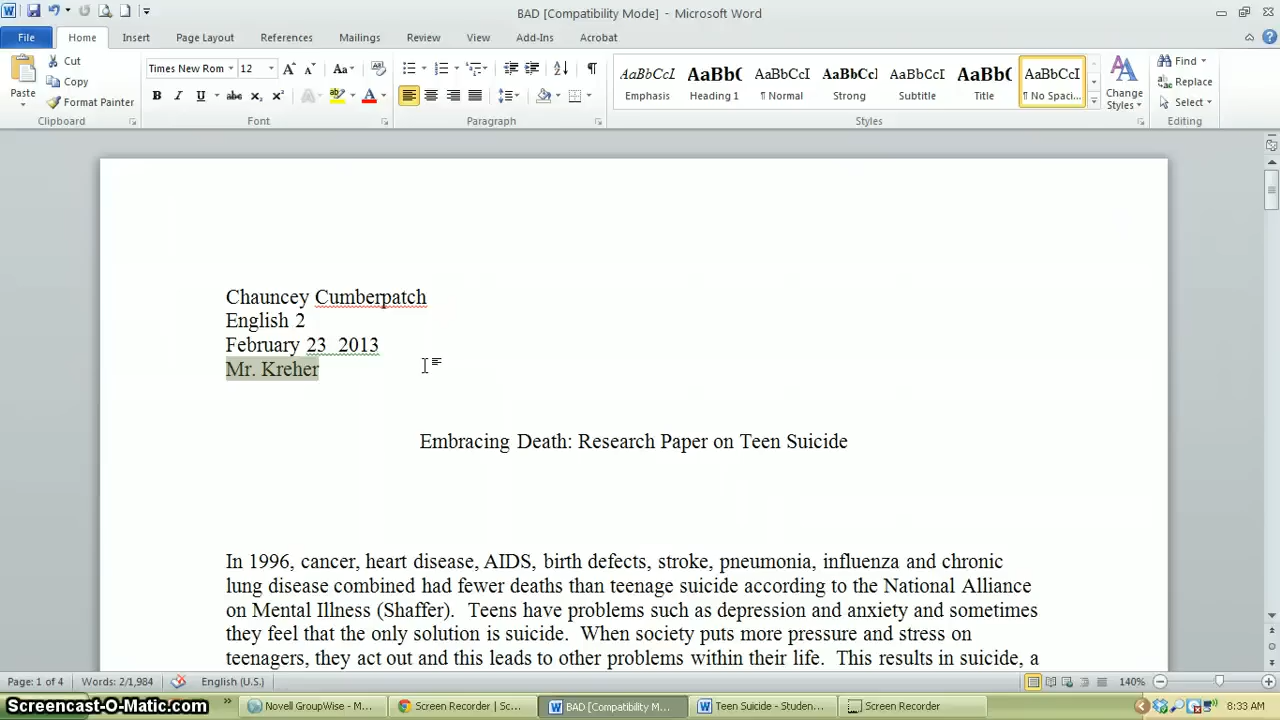 BAD [Compatibility Mode] - Microsoft Word
File Home Insert Page Layout References Mailings Review View Add-Ins Acrobat
Paste
Cut
Copy
Format Painter
Clipboard
Times New Rom 12
Font
Paragraph
AaBbCcI AaBbC AaBbCcI AaBbCcI AaBbCcI AaBbC AaBbCcI
Emphasis Heading 1 ¶ Normal Strong Subtitle Title ¶ No Spaci...
Change Styles
Styles
Find
Replace
Select
Editing
Chauncey Cumberpatch
English 2
February 23 2013
Mr. Kreher
Embracing Death: Research Paper on Teen Suicide
In 1996, cancer, heart disease, AIDS, birth defects, stroke, pneumonia, influenza and chronic
lung disease combined had fewer deaths than teenage suicide according to the National Alliance
on Mental Illness (Shaffer). Teens have problems such as depression and anxiety and sometimes
they feel that the only solution is suicide. When society puts more pressure and stress on
teenagers, they act out and this leads to other problems within their life. This results in suicide, a
Page: 1 of 4 Words: 2/1,984 English (U.S.) 140%
Screencast-O-Matic.com Novell GroupWise - M... Screen Recorder | Sc... BAD [Compatibility M... Teen Suicide - Studen... Screen Recorder 8:33 AM